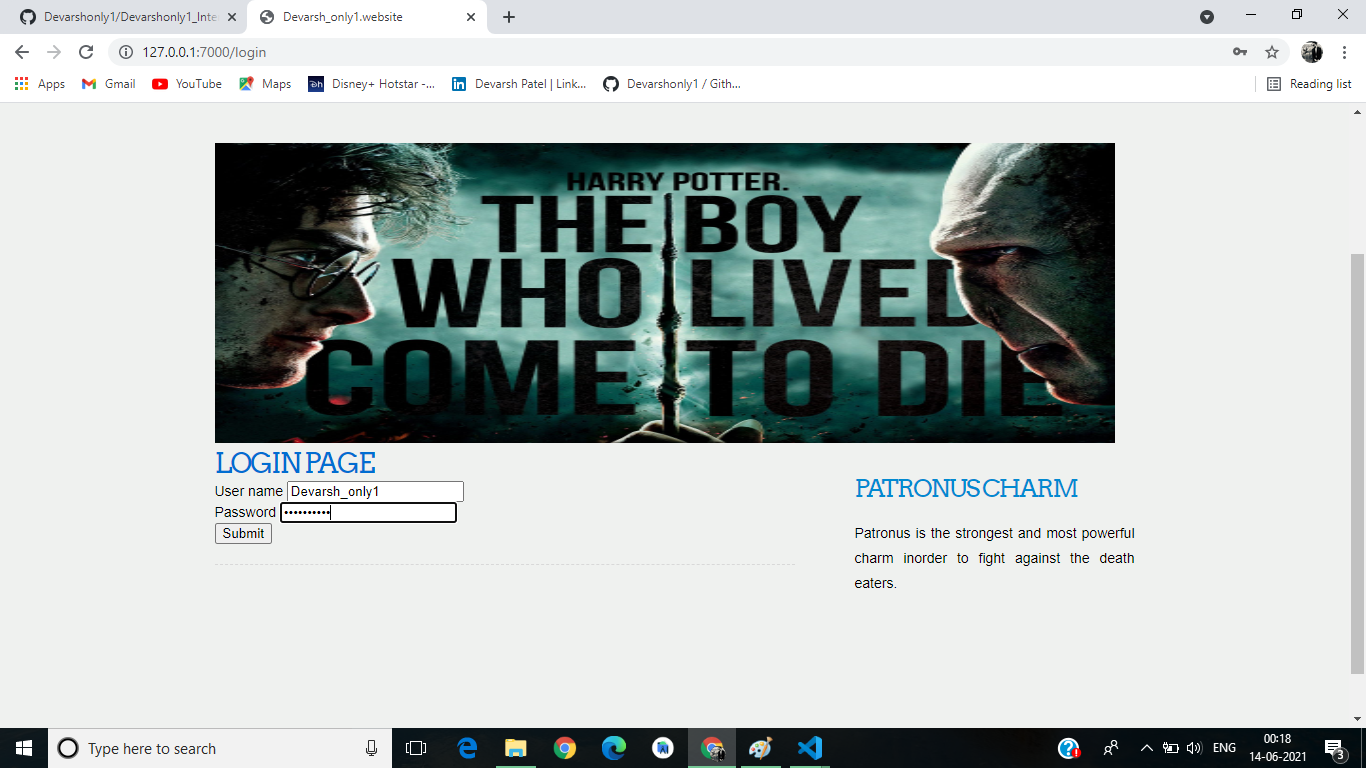 Devarshonly1/Devarshonly1_Inte
Devarsh_only1.website
127.0.0.1:7000/login
Apps
Gmail
YouTube
Maps
Disney+ Hotstar -...
Devarsh Patel | Link...
Devarshonly1 / Gith...
Reading list
HARRY POTTER.
THE BOY
WHO LIVED
COME TO DIE
LOGIN PAGE
User name Devarsh_only1
Password ••••••••••
Submit
PATRONUS CHARM
Patronus is the strongest and most powerful
charm inorder to fight against the death
eaters.
Type here to search
ENG
00:18
14-06-2021
3